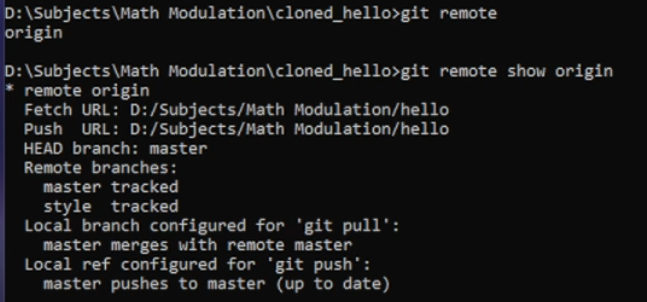 D:\Subjects\Math Modulation\cloned_hello>git remote
origin
D:\Subjects\Math Modulation\cloned_hello>git remote show origin
* remote origin
  Fetch URL: D:/Subjects/Math Modulation/hello
  Push  URL: D:/Subjects/Math Modulation/hello
  HEAD branch: master
  Remote branches:
    master tracked
    style  tracked
  Local branch configured for 'git pull':
    master merges with remote master
  Local ref configured for 'git push':
    master pushes to master (up to date)